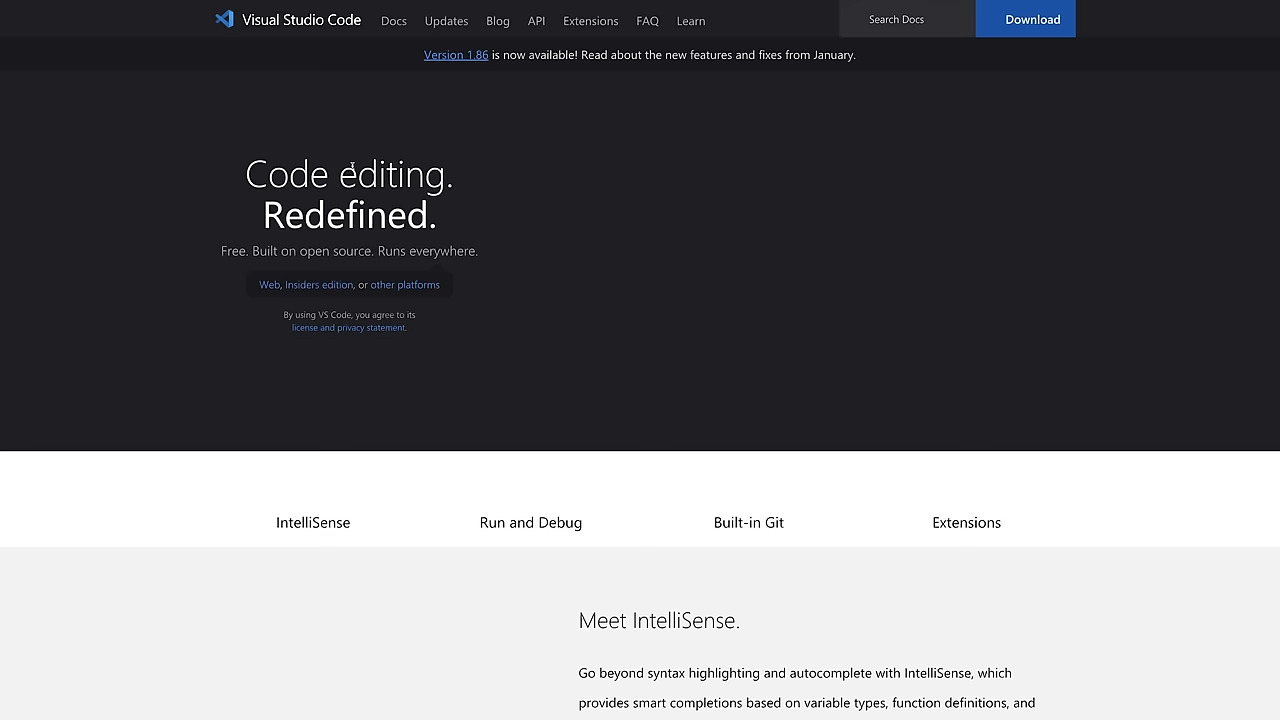 Visual Studio Code Docs Updates Blog API Extensions FAQ Learn Search Docs Download
Version 1.86 is now available! Read about the new features and fixes from January.
Code editing.
Redefined.
Free. Built on open source. Runs everywhere.
Web, Insiders edition, or other platforms
By using VS Code, you agree to its
license and privacy statement.
IntelliSense Run and Debug Built-in Git Extensions
Meet IntelliSense.
Go beyond syntax highlighting and autocomplete with IntelliSense, which
provides smart completions based on variable types, function definitions, and